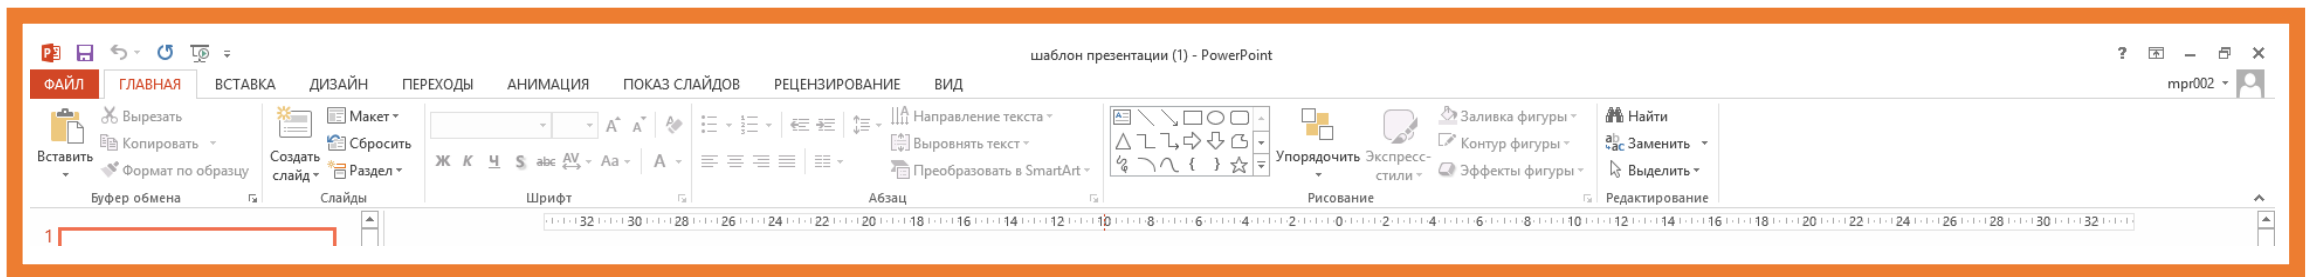 шаблон презентации (1) - PowerPoint
ФАЙЛ ГЛАВНАЯ ВСТАВКА ДИЗАЙН ПЕРЕХОДЫ АНИМАЦИЯ ПОКАЗ СЛАЙДОВ РЕЦЕНЗИРОВАНИЕ ВИД mpr002
Вставить
Вырезать
Копировать
Формат по образцу
Буфер обмена
Создать слайд
Макет
Сбросить
Раздел
Слайды
Ж К Ч S abc AV Aa A
Шрифт
Направление текста
Выровнять текст
Преобразовать в SmartArt
Абзац
Упорядочить
Экспресс-
стили
Заливка фигуры
Контур фигуры
Эффекты фигуры
Рисование
Найти
Заменить
Выделить
Редактирование
1
32 30 28 26 24 22 20 18 16 14 12 10 8 6 4 2 0 2 4 6 8 10 12 14 16 18 20 22 24 26 28 30 32